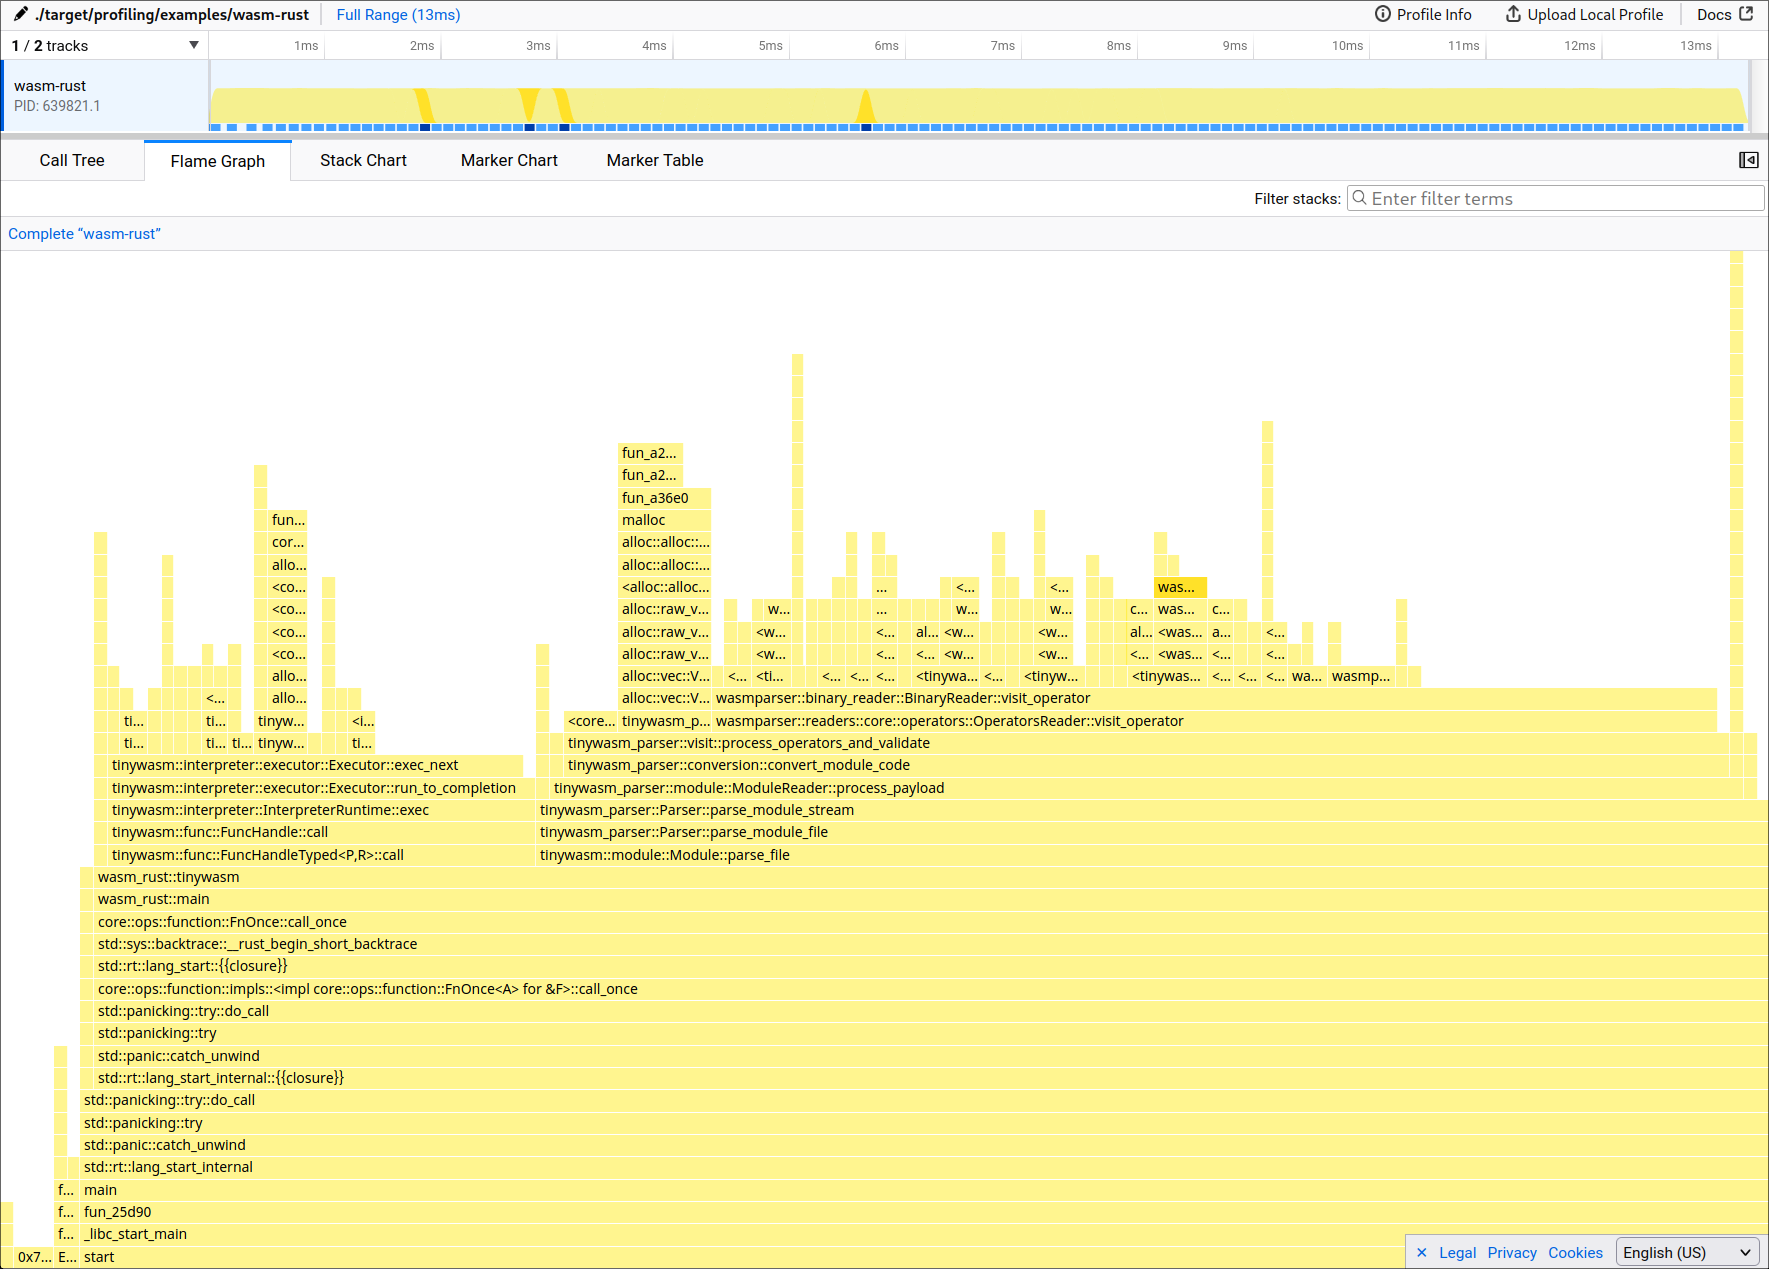 ./target/profiling/examples/wasm-rust Full Range (13ms) Profile Info Upload Local Profile Docs
1 / 2 tracks 1ms 2ms 3ms 4ms 5ms 6ms 7ms 8ms 9ms 10ms 11ms 12ms 13ms
wasm-rust
PID: 639821.1
Call Tree Flame Graph Stack Chart Marker Chart Marker Table
Filter stacks: Enter filter terms
Complete “wasm-rust”
fun_a2...
fun_a2...
fun_a36e0
fun... malloc
cor... alloc::alloc::...
allo... alloc::alloc::...
<co... <alloc::alloc... ... <... <... was...
<co... alloc::raw_v... w... ... w... w... c... was... c...
<co... alloc::raw_v... <w... <... al... <w... <w... al... <was... a... <...
<co... alloc::raw_v... <w... <... <... <w... <w... <... <was... <... <...
allo... alloc::vec::V... <... <ti... <... <... <... <tinywa... <... <tinyw... <tinywas... <... <... <... wa... wasmp...
<... allo... alloc::vec::V... wasmparser::binary_reader::BinaryReader::visit_operator
ti... ti... tinyw... <i... <core... tinywasm_p... wasmparser::readers::core::operators::OperatorsReader::visit_operator
ti... ti... ti... tinyw... ti... tinywasm_parser::visit::process_operators_and_validate
tinywasm::interpreter::executor::Executor::exec_next tinywasm_parser::conversion::convert_module_code
tinywasm::interpreter::executor::Executor::run_to_completion tinywasm_parser::module::ModuleReader::process_payload
tinywasm::interpreter::InterpreterRuntime::exec tinywasm_parser::Parser::parse_module_stream
tinywasm::func::FuncHandle::call tinywasm_parser::Parser::parse_module_file
tinywasm::func::FuncHandleTyped<P,R>::call tinywasm::module::Module::parse_file
wasm_rust::tinywasm
wasm_rust::main
core::ops::function::FnOnce::call_once
std::sys::backtrace::__rust_begin_short_backtrace
std::rt::lang_start::{{closure}}
core::ops::function::impls::<impl core::ops::function::FnOnce<A> for &F>::call_once
std::panicking::try::do_call
std::panicking::try
std::panic::catch_unwind
std::rt::lang_start_internal::{{closure}}
std::panicking::try::do_call
std::panicking::try
std::panic::catch_unwind
std::rt::lang_start_internal
f... main
f... fun_25d90
f... _libc_start_main
0x7... E... start
✕ Legal Privacy Cookies English (US)